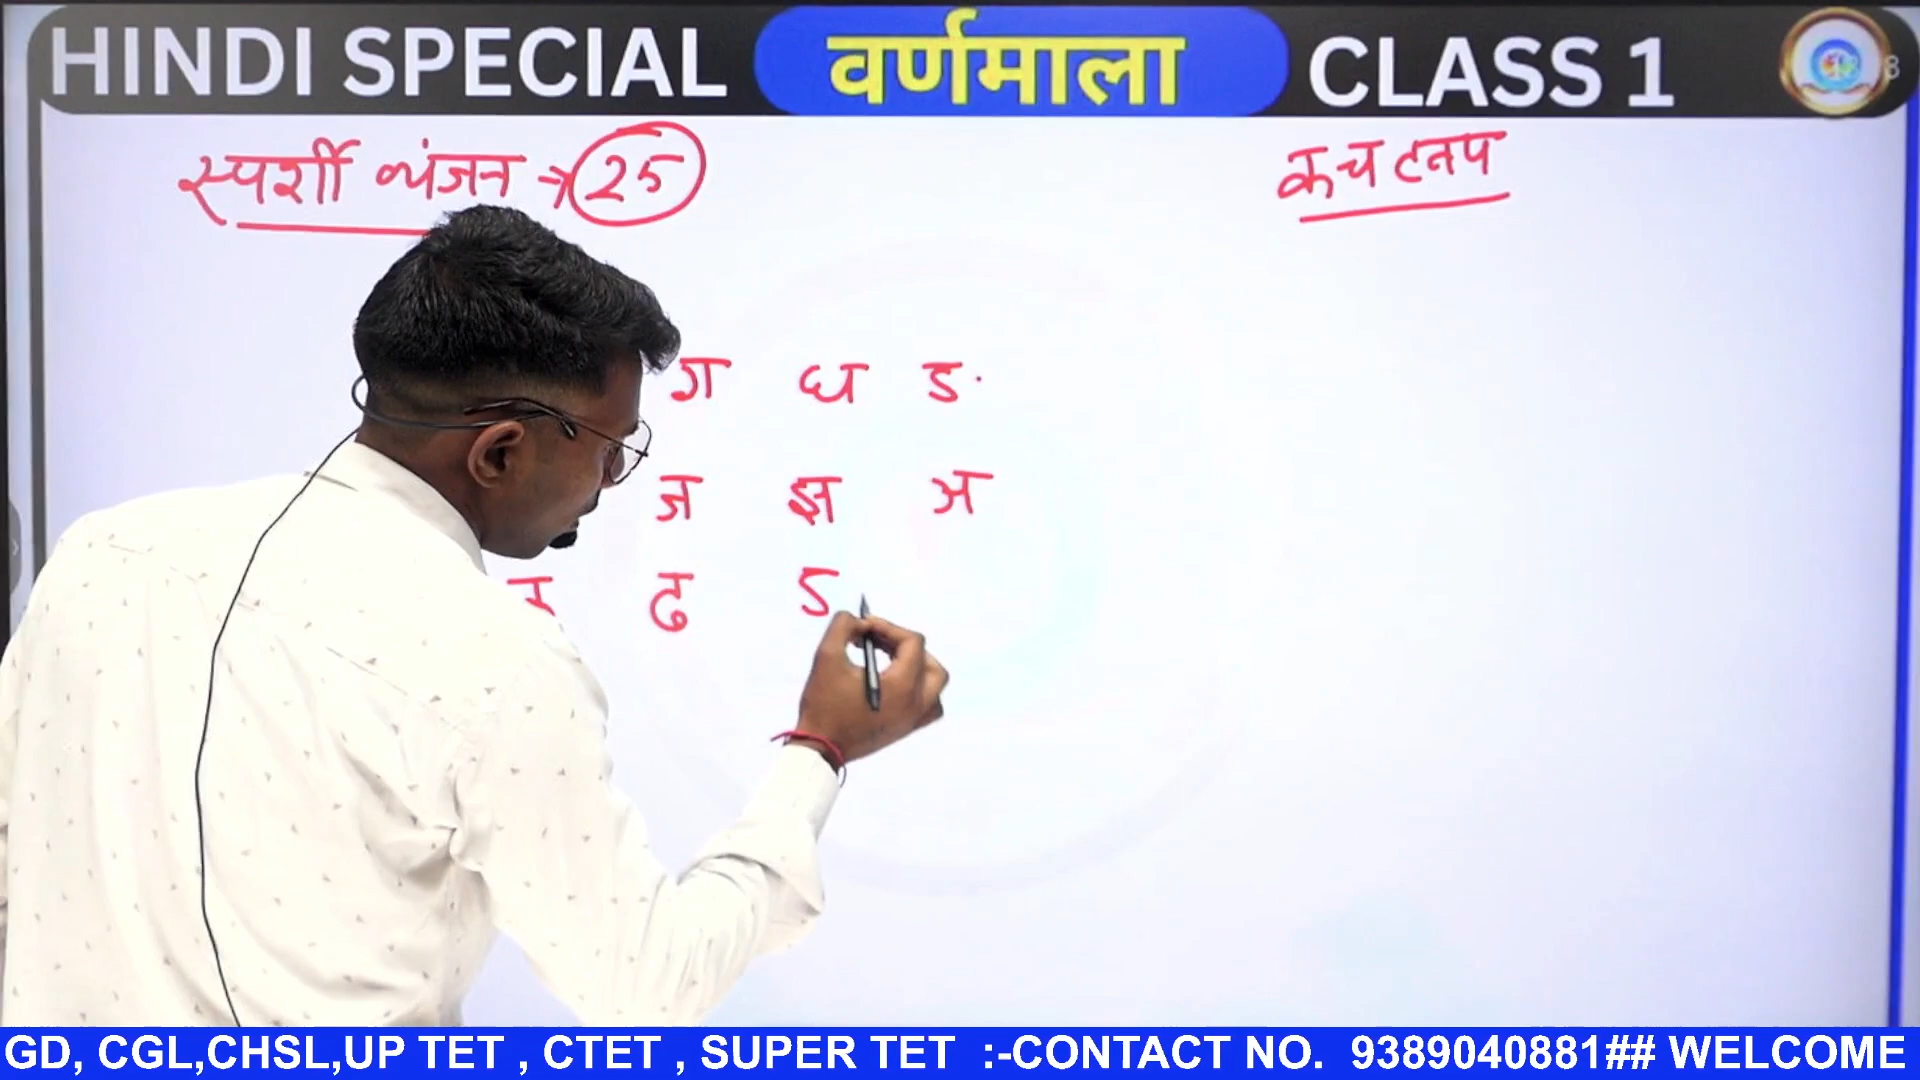 HINDI SPECIAL वर्णमाला CLASS 1
स्पर्शी व्यंजन → 25
क च ट त प
ग घ ड.
ज झ ञ
ढ ड
GD, CGL,CHSL,UP TET , CTET , SUPER TET :-CONTACT NO. 9389040881## WELCOME